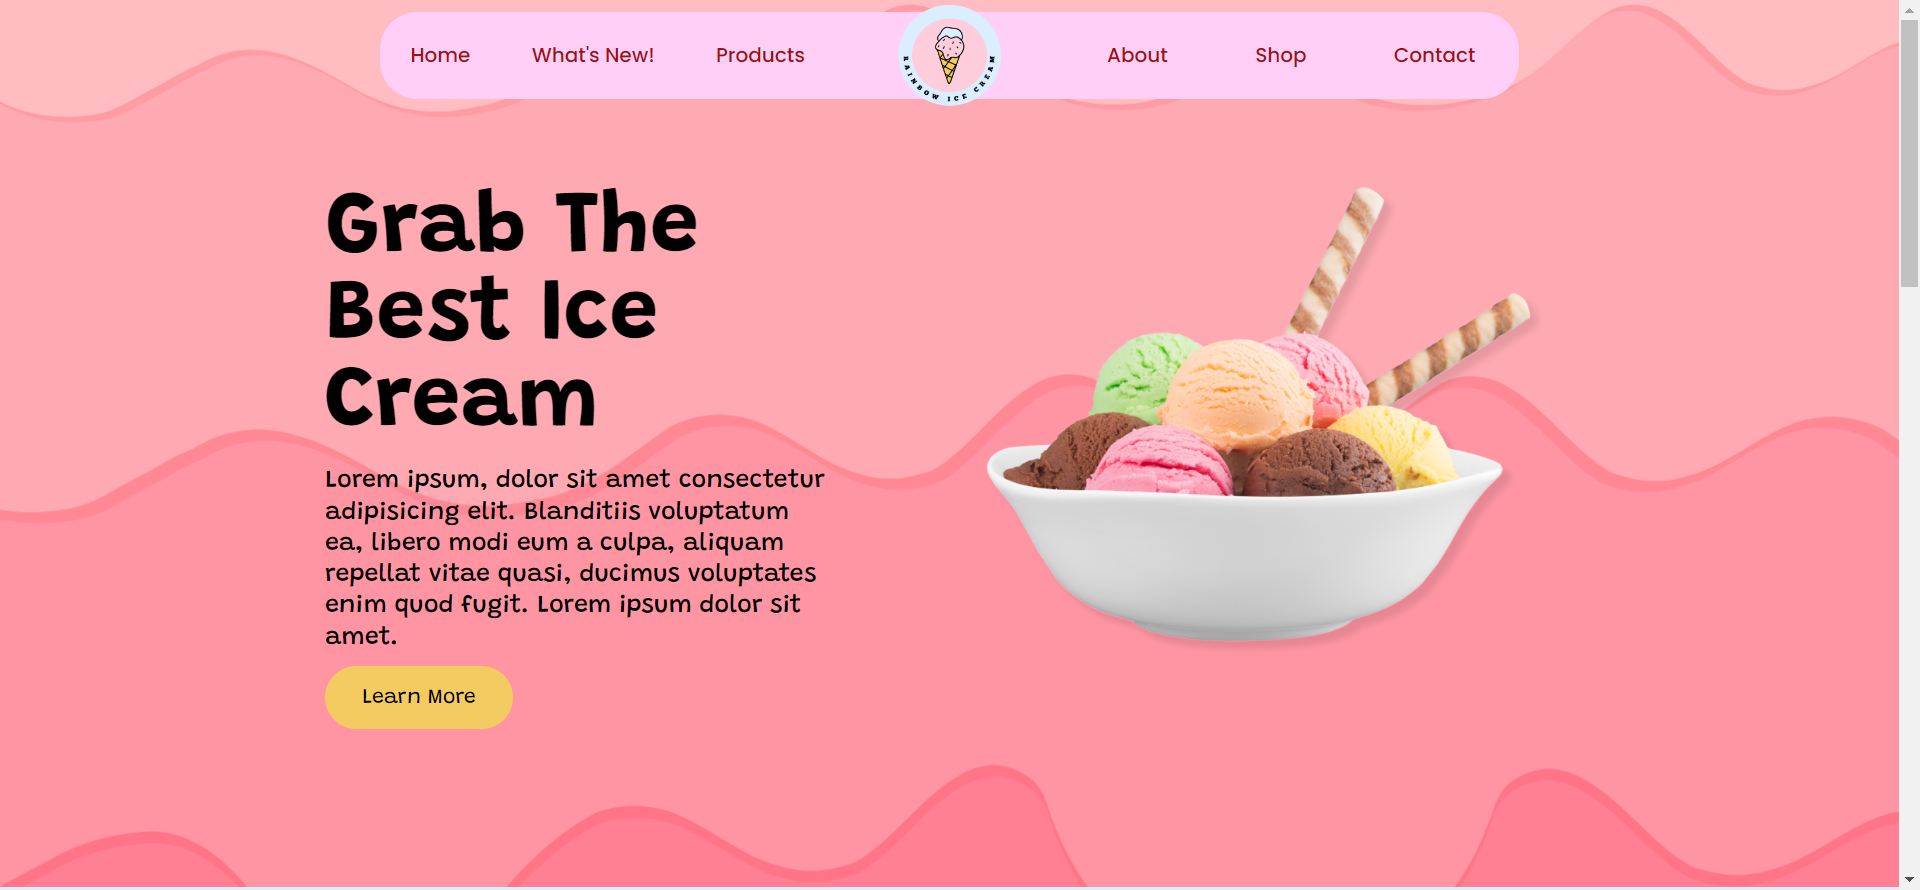 Home
What's New!
Products
RAINBOW ICE CREAM
About
Shop
Contact
Grab The
Best Ice
Cream
Lorem ipsum, dolor sit amet consectetur
adipisicing elit. Blanditiis voluptatum
ea, libero modi eum a culpa, aliquam
repellat vitae quasi, ducimus voluptates
enim quod fugit. Lorem ipsum dolor sit
amet.
Learn More